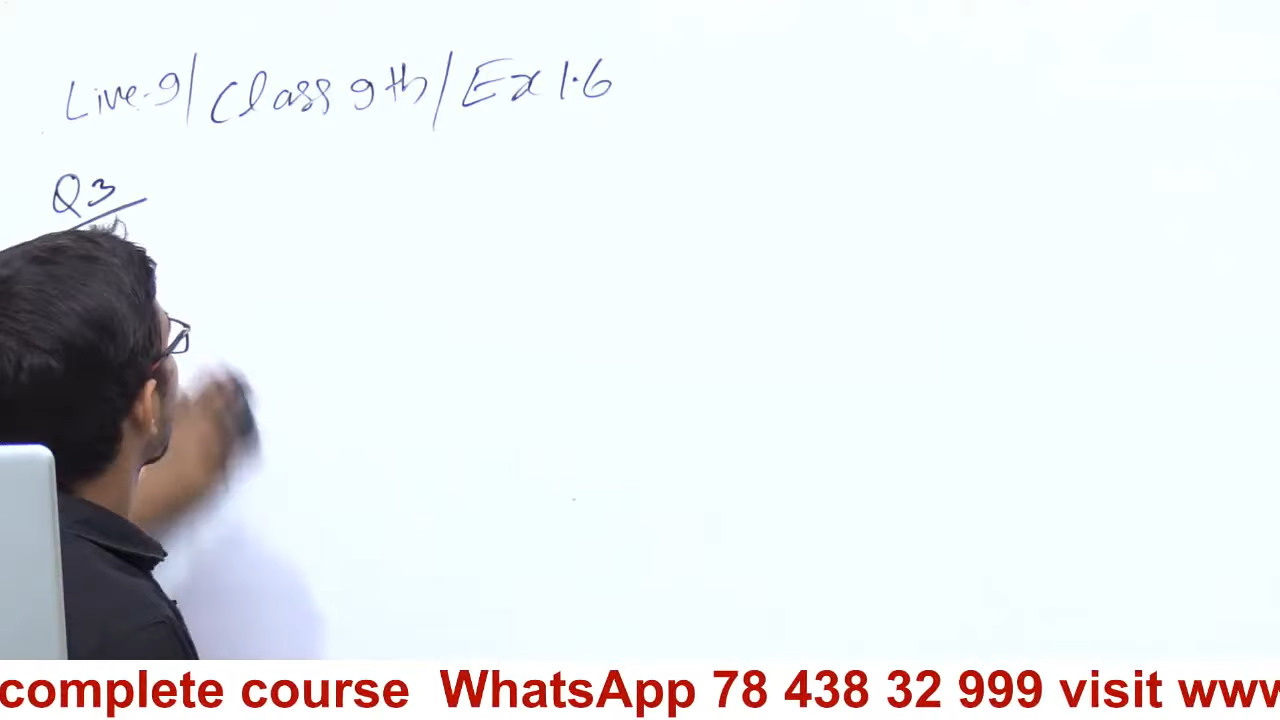 Live-9/Class 9th/Ex 1.6
Q3
complete course WhatsApp 78 438 32 999 visit www